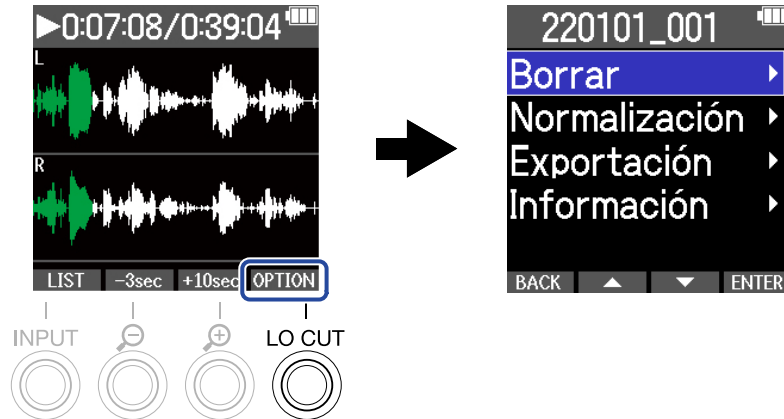 0:07:08/0:39:04
L
R
LIST -3sec +10sec OPTION
INPUT LO CUT
220101_001
Borrar
Normalización
Exportación
Información
BACK ENTER